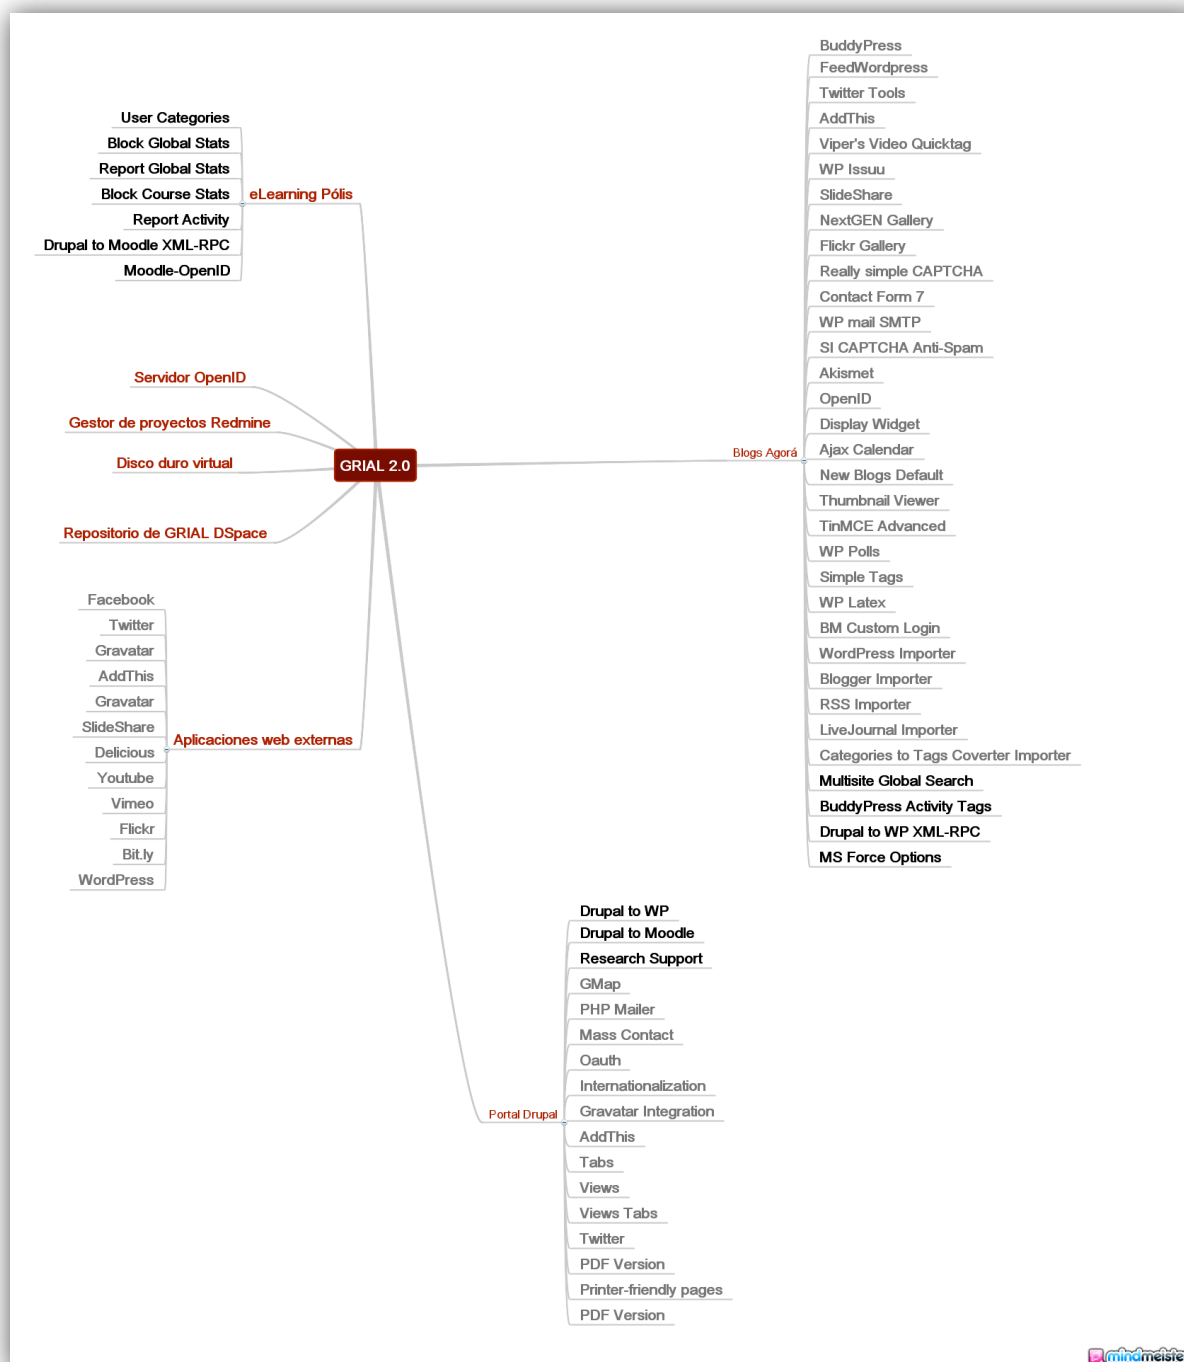 User Categories
Block Global Stats
Report Global Stats
Block Course Stats
Report Activity
Drupal to Moodle XML-RPC
Moodle-OpenID
eLearning Pólis
Servidor OpenID
Gestor de proyectos Redmine
Disco duro virtual
Repositorio de GRIAL DSpace
GRIAL 2.0
Facebook
Twitter
Gravatar
AddThis
Gravatar
SlideShare
Delicious
Youtube
Vimeo
Flickr
Bit.ly
WordPress
Aplicaciones web externas
Blogs Agorá
BuddyPress
FeedWordpress
Twitter Tools
AddThis
Viper's Video Quicktag
WP Issuu
SlideShare
NextGEN Gallery
Flickr Gallery
Really simple CAPTCHA
Contact Form 7
WP mail SMTP
SI CAPTCHA Anti-Spam
Akismet
OpenID
Display Widget
Ajax Calendar
New Blogs Default
Thumbnail Viewer
TinMCE Advanced
WP Polls
Simple Tags
WP Latex
BM Custom Login
WordPress Importer
Blogger Importer
RSS Importer
LiveJournal Importer
Categories to Tags Coverter Importer
Multisite Global Search
BuddyPress Activity Tags
Drupal to WP XML-RPC
MS Force Options
Portal Drupal
Drupal to WP
Drupal to Moodle
Research Support
GMap
PHP Mailer
Mass Contact
Oauth
Internationalization
Gravatar Integration
AddThis
Tabs
Views
Views Tabs
Twitter
PDF Version
Printer-friendly pages
PDF Version
mindmeiste